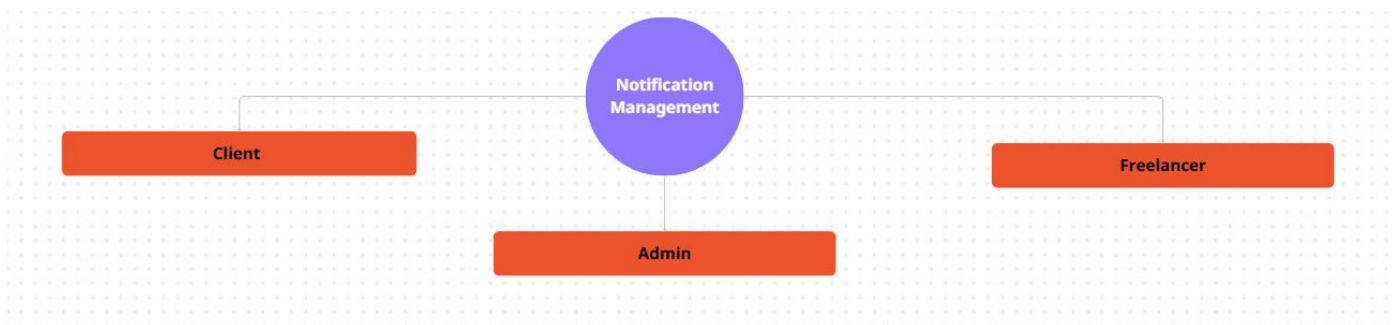 Notification
Management
Client
Freelancer
Admin